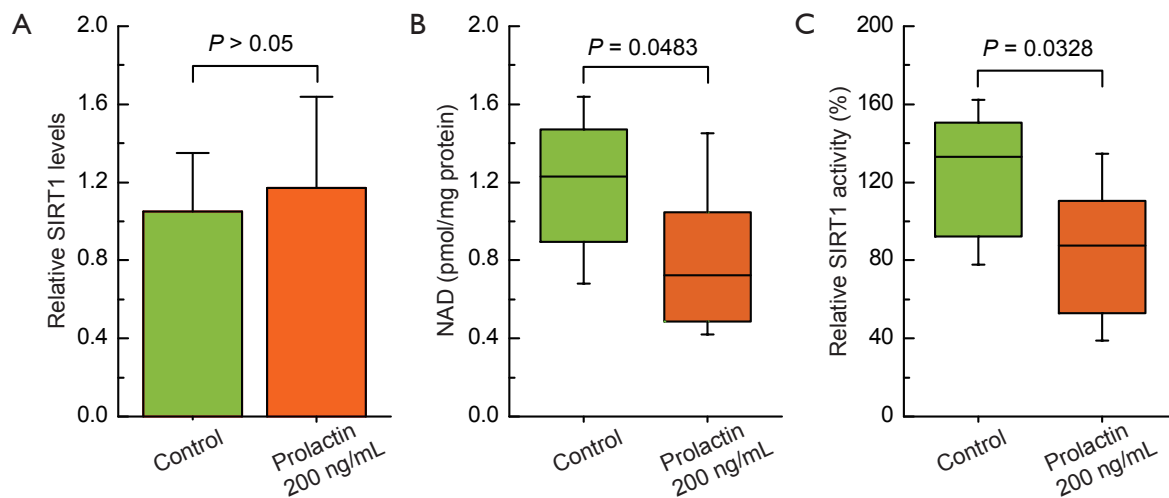 A
Relative SIRT1 levels
2.0
1.6
1.2
0.8
0.4
0.0
P > 0.05
Control
Prolactin
200 ng/mL
B
NAD (pmol/mg protein)
2.0
1.6
1.2
0.8
0.4
0.0
P = 0.0483
Control
Prolactin
200 ng/mL
C
Relative SIRT1 activity (%)
200
160
120
80
40
0
P = 0.0328
Control
Prolactin
200 ng/mL